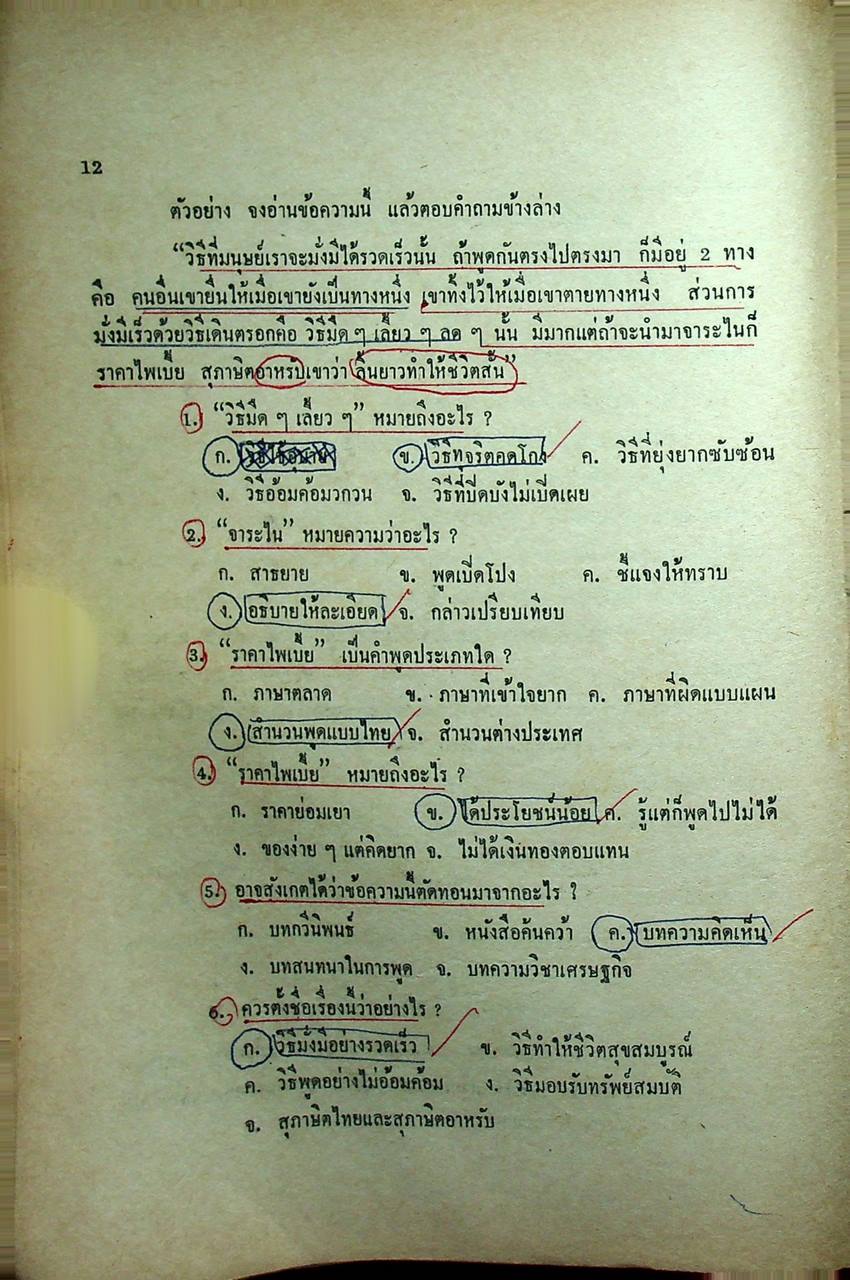 12
ตัวอย่าง จงอ่านข้อความนี้ แล้วตอบคำถามข้างล่าง
“วิธีที่มนุษย์เราจะมั่งมีได้รวดเร็วนั้น ถ้าพูดกันตรงไปตรงมา ก็มีอยู่ 2 ทาง
คือ คนอื่นเขายื่นให้เมื่อเขายังเป็นทางหนึ่ง เขาทิ้งไว้ให้เมื่อเขาตายทางหนึ่ง ส่วนการ
มั่งมีเร็วด้วยวิธีเดินตรอกคือ วิธีมืด ๆ เลี้ยว ๆ ลด ๆ นั้น มีมากแต่ถ้าจะนำมาจาระไนก็
ราคาไพเบี้ย สุภาษิตอาหรับเขาว่า ลิ้นยาวทำให้ชีวิตสั้น”
1. “วิธีมืด ๆ เลี้ยว ๆ” หมายถึงอะไร ?
ก. วิธีใช้อุบาย ข. วิธีทุจริตคดโกง ค. วิธีที่ยุ่งยากซับซ้อน
ง. วิธีอ้อมค้อมวกวน จ. วิธีที่ปิดบังไม่เปิดเผย
2. “จาระไน” หมายความว่าอะไร ?
ก. สาธยาย ข. พูดเปิดโปง ค. ชี้แจงให้ทราบ
ง. อธิบายให้ละเอียด จ. กล่าวเปรียบเทียบ
3. “ราคาไพเบี้ย” เป็นคำพูดประเภทใด ?
ก. ภาษาตลาด ข. ภาษาที่เข้าใจยาก ค. ภาษาที่ผิดแบบแผน
ง. สำนวนพูดแบบไทย จ. สำนวนต่างประเทศ
4. “ราคาไพเบี้ย” หมายถึงอะไร ?
ก. ราคาย่อมเยา ข. ได้ประโยชน์น้อย ค. รู้แต่ก็พูดไปไม่ได้
ง. ของง่าย ๆ แต่คิดยาก จ. ไม่ได้เงินทองตอบแทน
5. อาจสังเกตได้ว่าข้อความนี้ตัดทอนมาจากอะไร ?
ก. บทกวีนิพนธ์ ข. หนังสือค้นคว้า ค. บทความคิดเห็น
ง. บทสนทนาในการพูด จ. บทความวิชาเศรษฐกิจ
6. ควรตั้งชื่อเรื่องนี้ว่าอย่างไร ?
ก. วิธีมั่งมีอย่างรวดเร็ว ข. วิธีทำให้ชีวิตสุขสมบูรณ์
ค. วิธีพูดอย่างไม่อ้อมค้อม ง. วิธีมอบรับทรัพย์สมบัติ
จ. สุภาษิตไทยและสุภาษิตอาหรับ